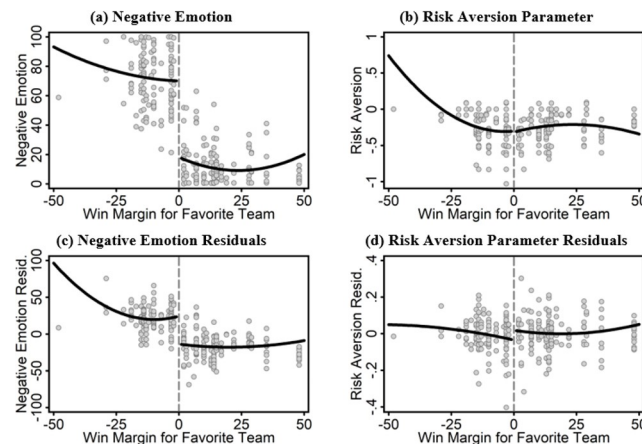 (a) Negative Emotion
Negative Emotion
100
80
60
40
20
0
-50 -25 0 25 50
Win Margin for Favorite Team
(b) Risk Aversion Parameter
Risk Aversion
1
.5
0
-.5
-1
-50 -25 0 25 50
Win Margin for Favorite Team
(c) Negative Emotion Residuals
Negative Emotion Resid.
100
50
0
-50
-100
-50 -25 0 25 50
Win Margin for Favorite Team
(d) Risk Aversion Parameter Residuals
Risk Aversion Resid.
.4
.2
0
-.2
-.4
-50 -25 0 25 50
Win Margin for Favorite Team